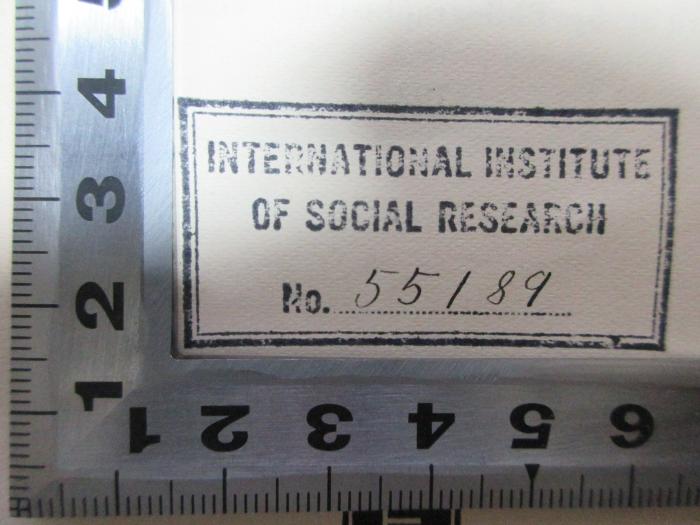 INTERNATIONAL INSTITUTE
OF SOCIAL RESEARCH
No. 55189
4
3
2
1
1 2 3 4 5 6